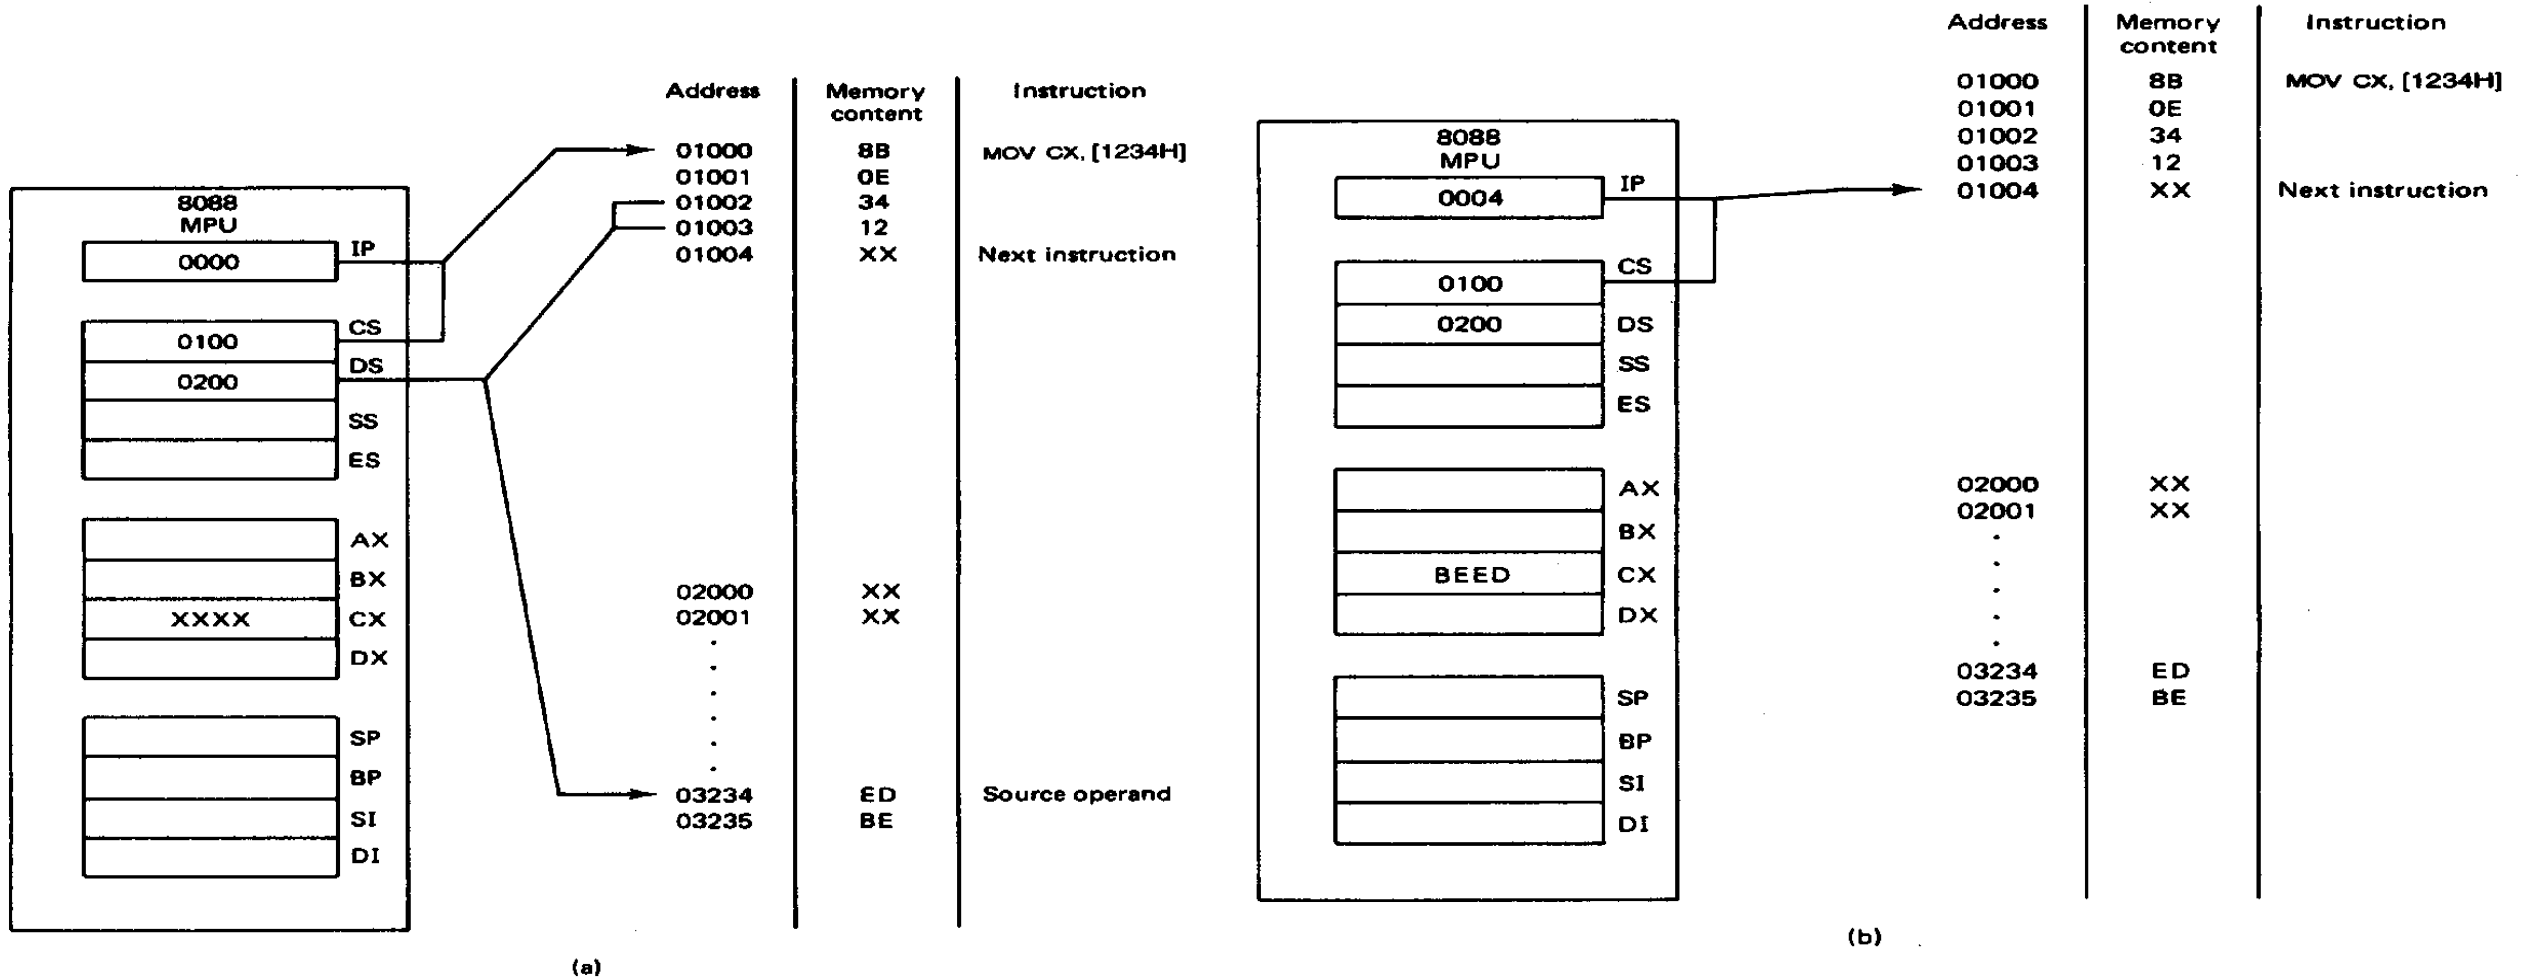 Address Memory content Instruction
01000 8B MOV CX, [1234H]
01001 0E
01002 34
01003 12
01004 XX Next instruction
8088
MPU
IP
0000
CS
0100
DS
0200
SS
ES
AX
BX
XXXX CX
DX
SP
BP
SI
DI
02000 XX
02001 XX
03234 ED Source operand
03235 BE
(a)
Address Memory content Instruction
01000 8B MOV CX, [1234H]
01001 0E
01002 34
01003 12
01004 XX Next instruction
8088
MPU
IP
0004
CS
0100
0200 DS
SS
ES
AX
BX
BEED CX
DX
SP
BP
SI
DI
02000 XX
02001 XX
03234 ED
03235 BE
(b)